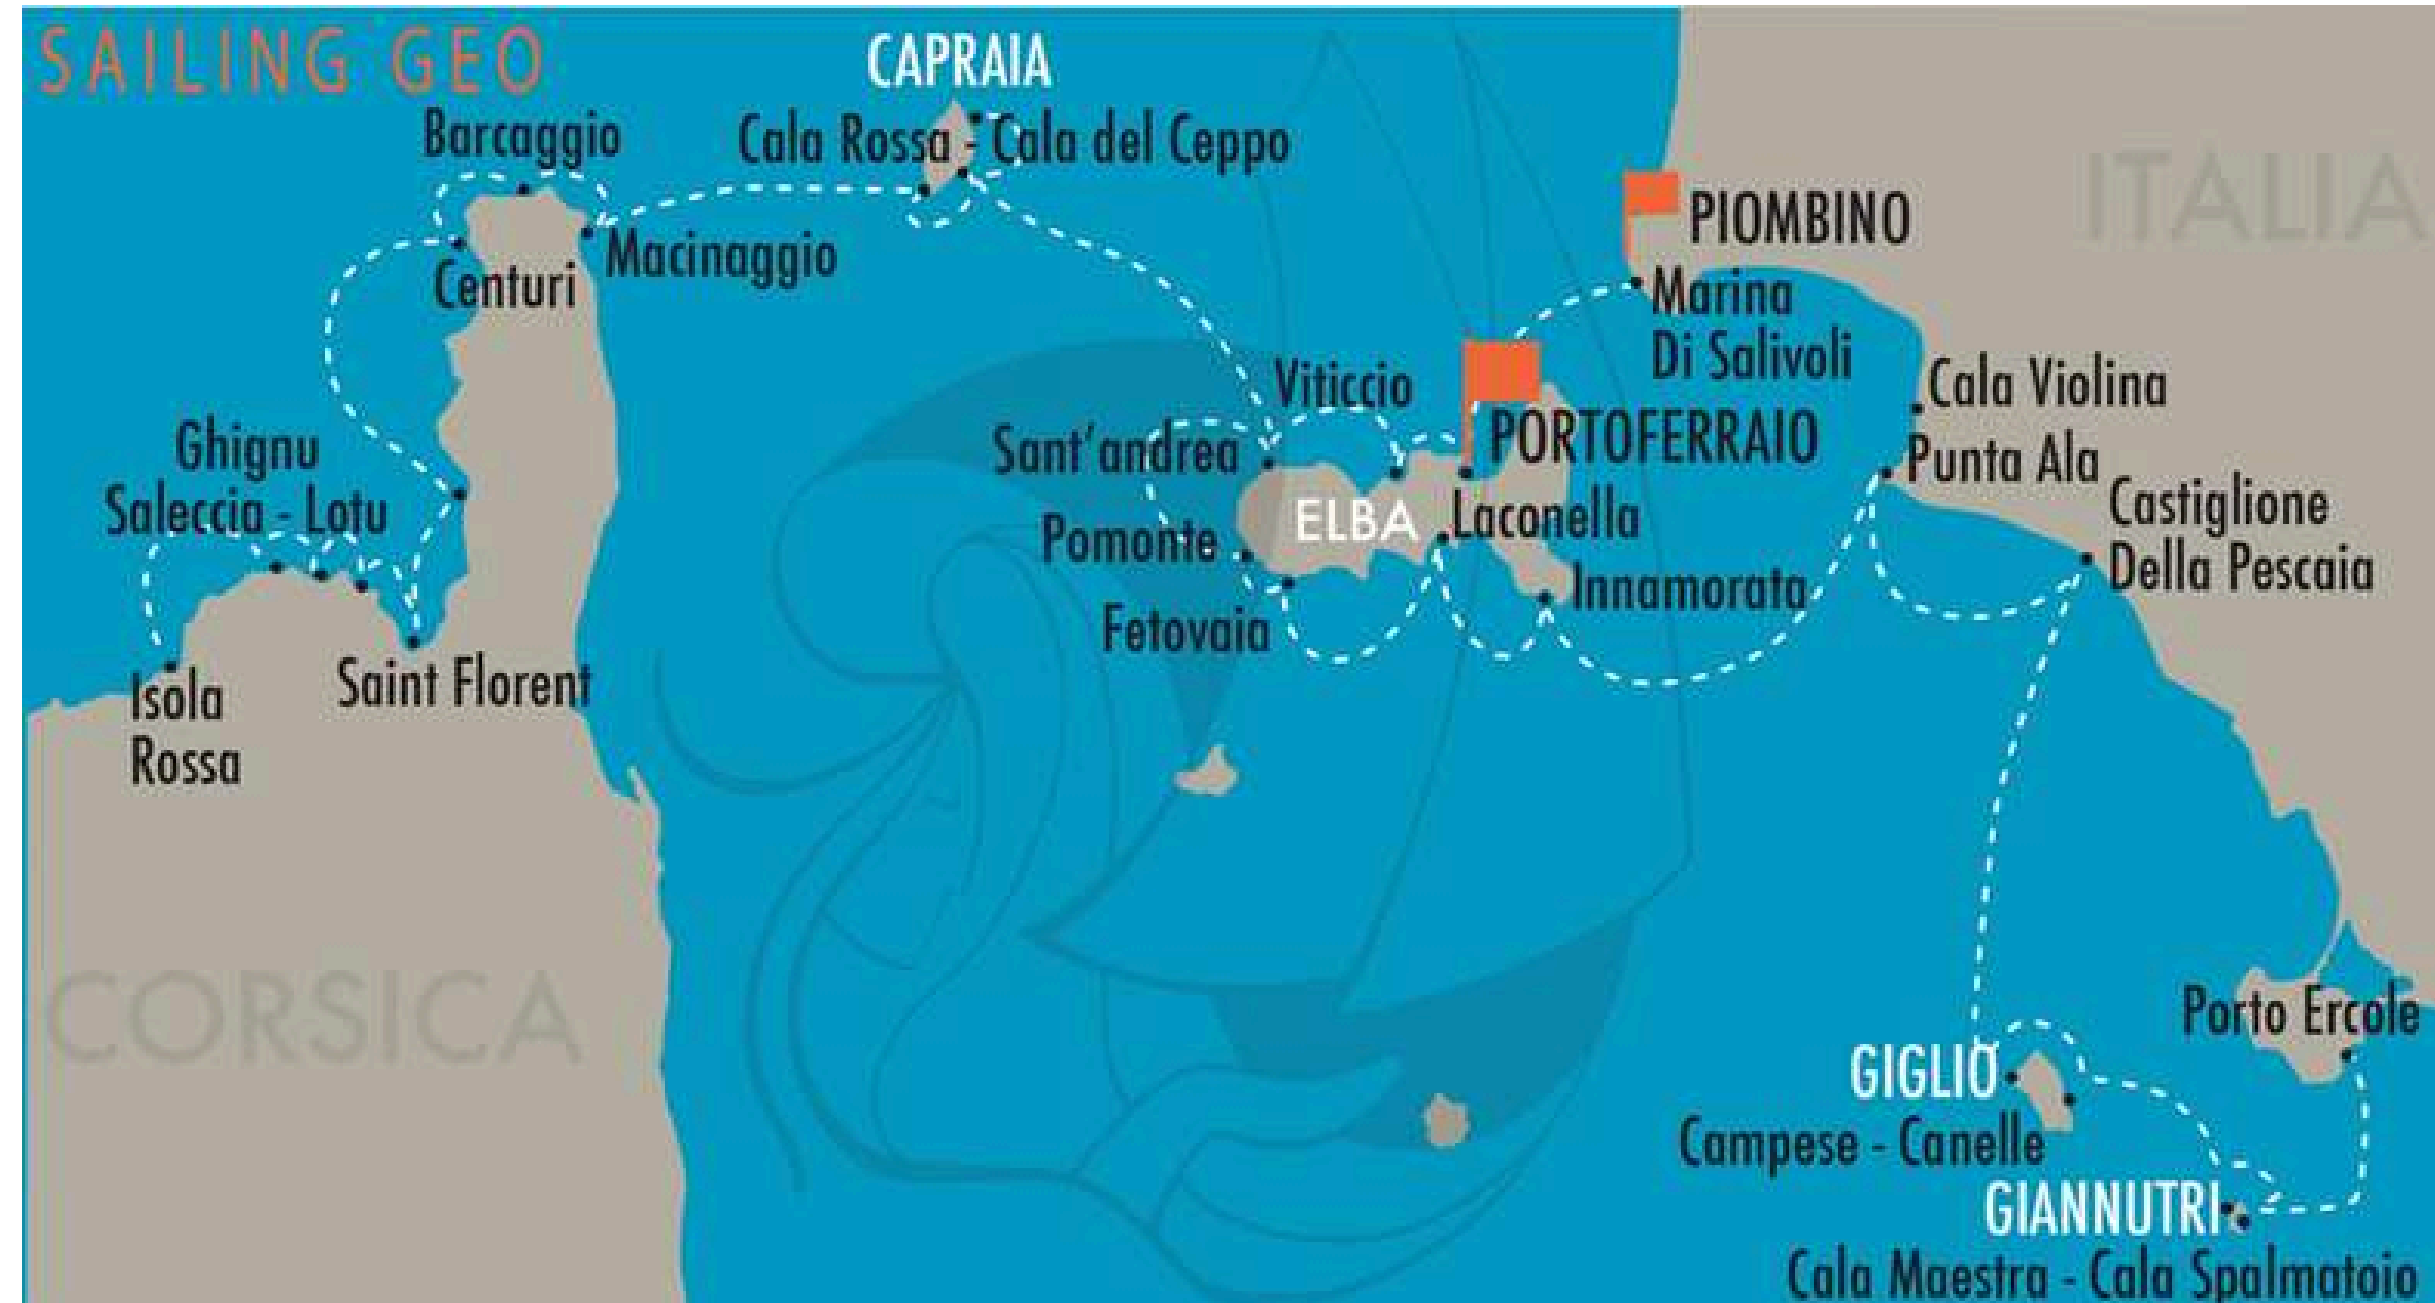 SAILING GEO
CAPRAIA
Barcaggio
Cala Rossa - Cala del Ceppo
ITALIA
PIOMBINO
Macinaggio
Centuri
Marina
Di Salivoli
Viticcio
Cala Violina
Ghignu
Saleccia - Lotu
Sant'andrea
PORTOFERRAIO
Punta Ala
Castiglione
Della Pescaia
ELBA
Laconella
Pomonte
Innamorata
Fetovaia
Saint Florent
Isola
Rossa
CORSICA
Porto Ercole
GIGLIO
Campese - Canelle
GIANNUTRI
Cala Maestra - Cala Spalmatoio